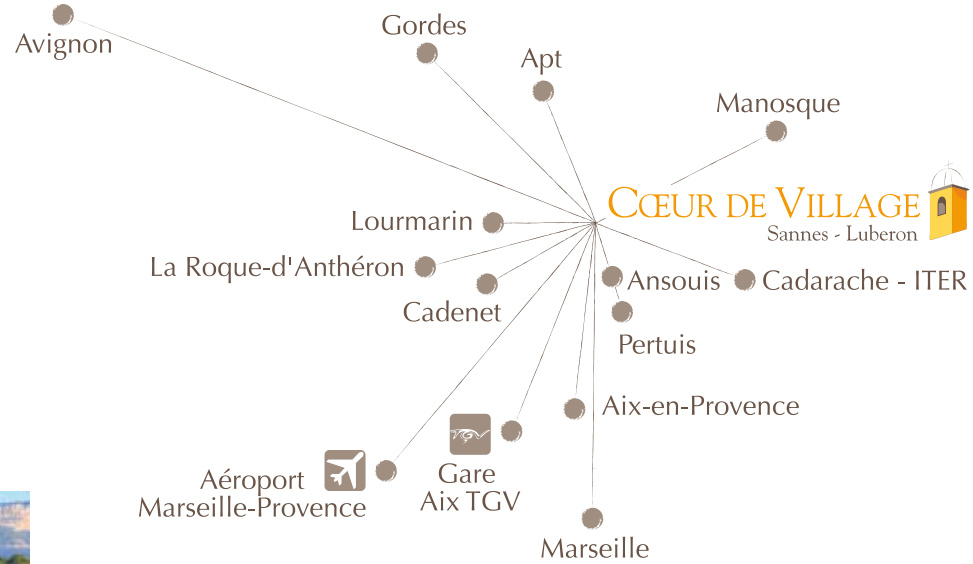 Avignon
Gordes
Apt
Manosque
CŒUR DE VILLAGE
Sannes - Luberon
Lourmarin
La Roque-d'Anthéron
Cadenet
Ansouis
Cadarache - ITER
Pertuis
Aix-en-Provence
TGV
Gare
Aix TGV
Aéroport
Marseille-Provence
Marseille